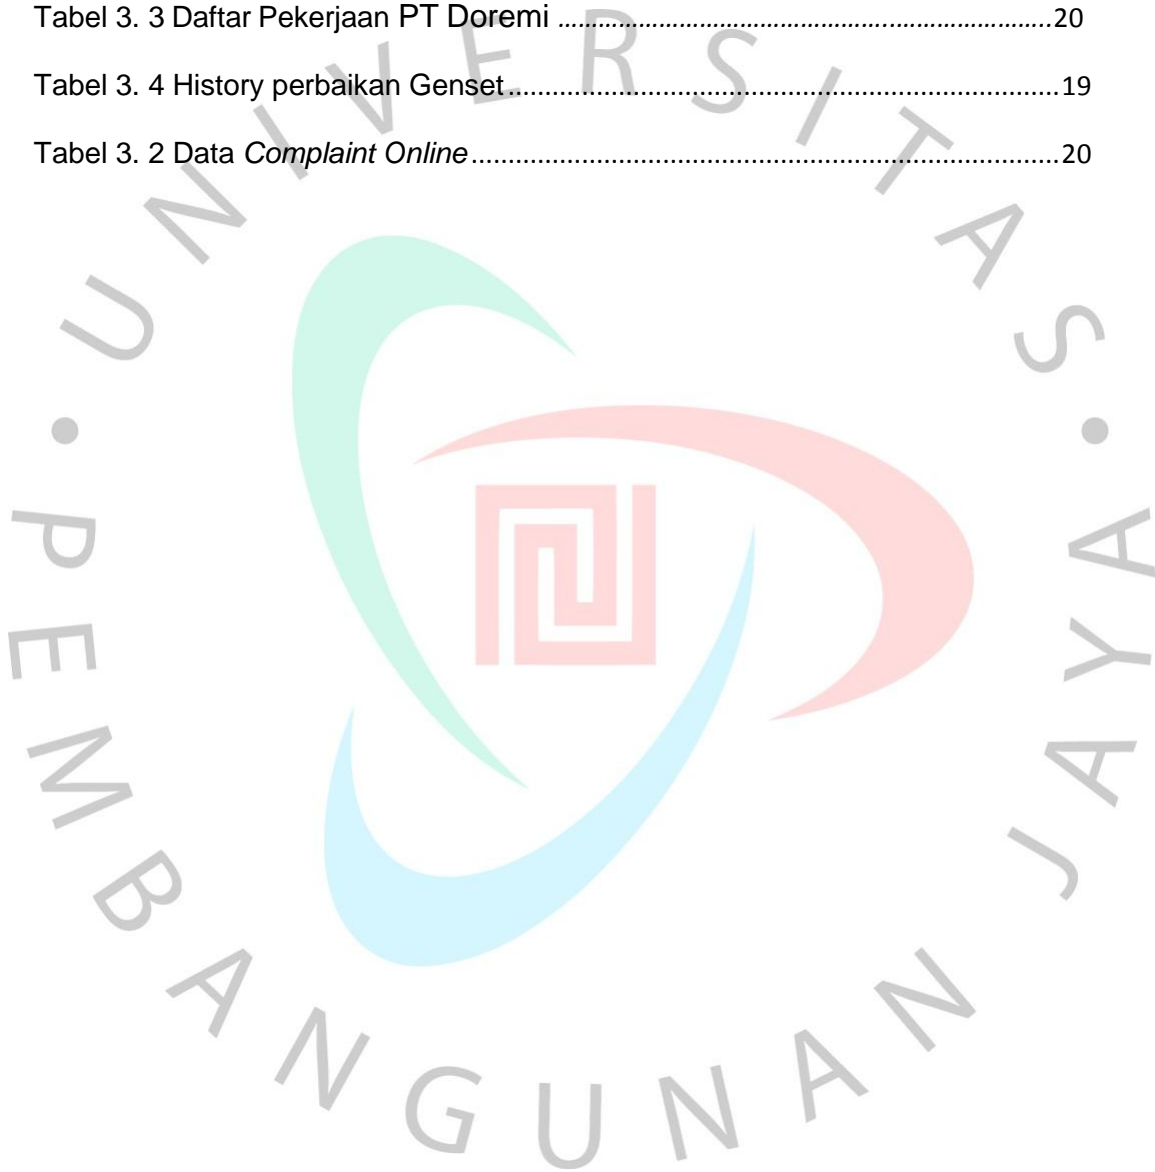 Tabel 3. 3 Daftar Pekerjaan PT Doremi ....................................................................20
Tabel 3. 4 History perbaikan Genset..........................................................................19
Tabel 3. 2 Data Complaint Online...............................................................................20
UNIVERSITAS • PEMBANGUNAN JAYA •